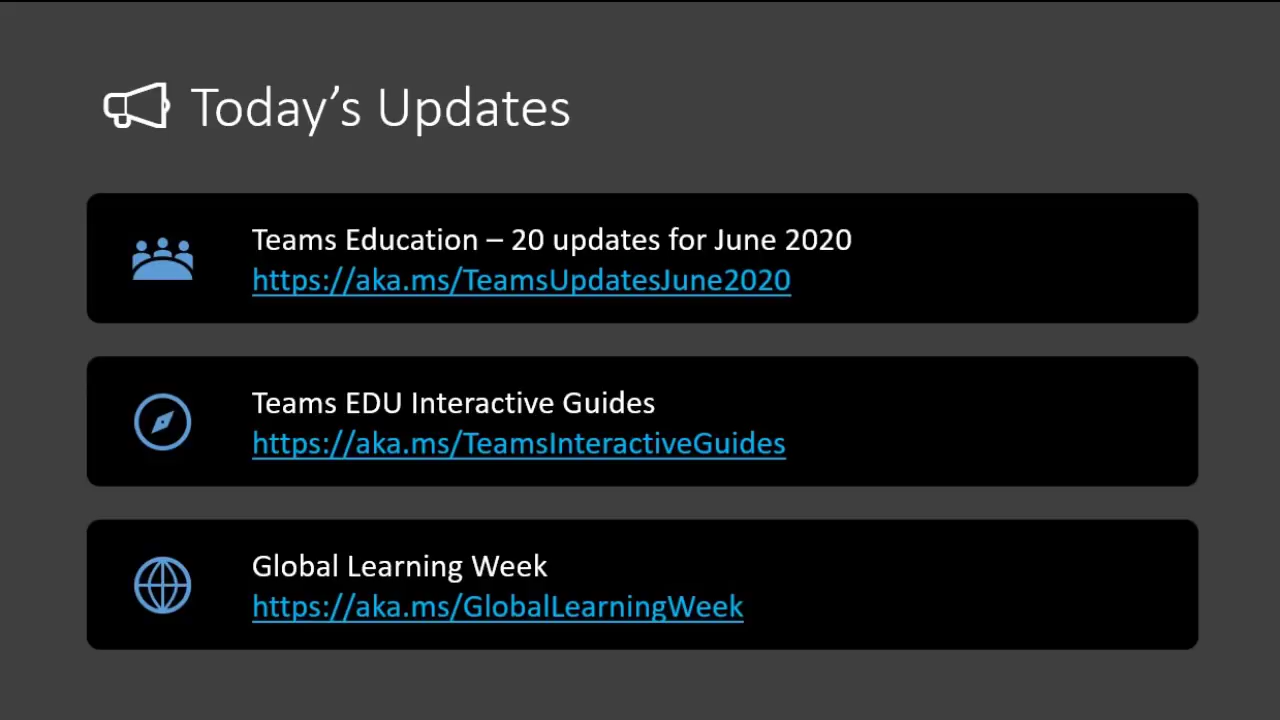 Today’s Updates
Teams Education – 20 updates for June 2020
https://aka.ms/TeamsUpdatesJune2020
Teams EDU Interactive Guides
https://aka.ms/TeamsInteractiveGuides
Global Learning Week
https://aka.ms/GlobalLearningWeek